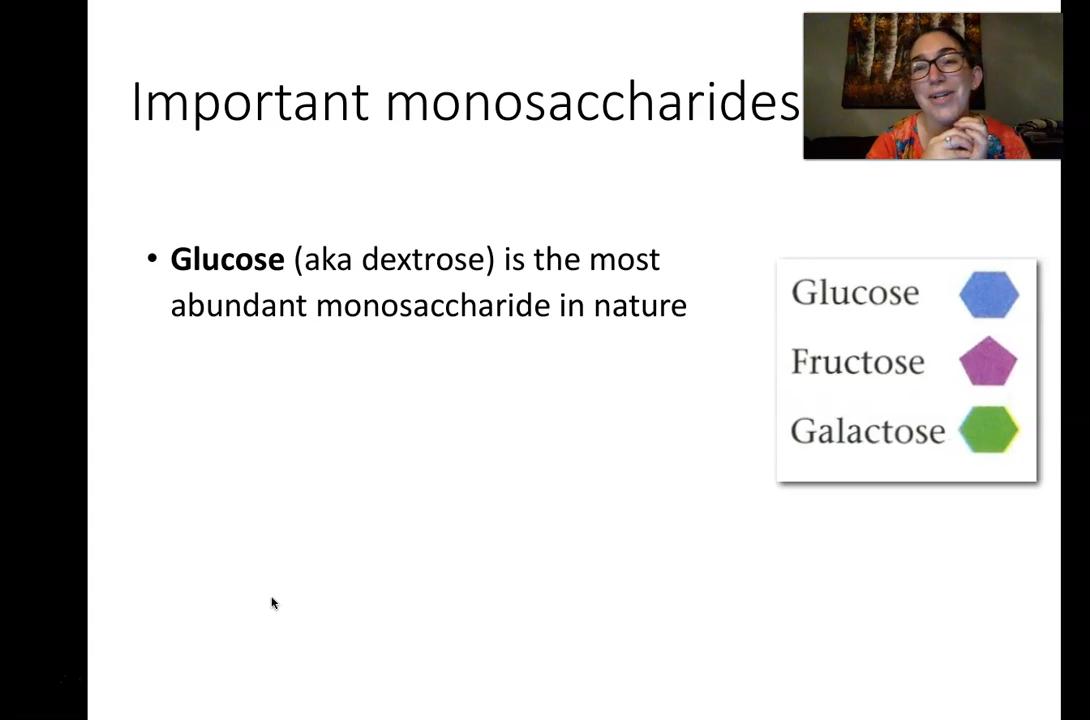 Important monosaccharides
• Glucose (aka dextrose) is the most
abundant monosaccharide in nature
Glucose
Fructose
Galactose